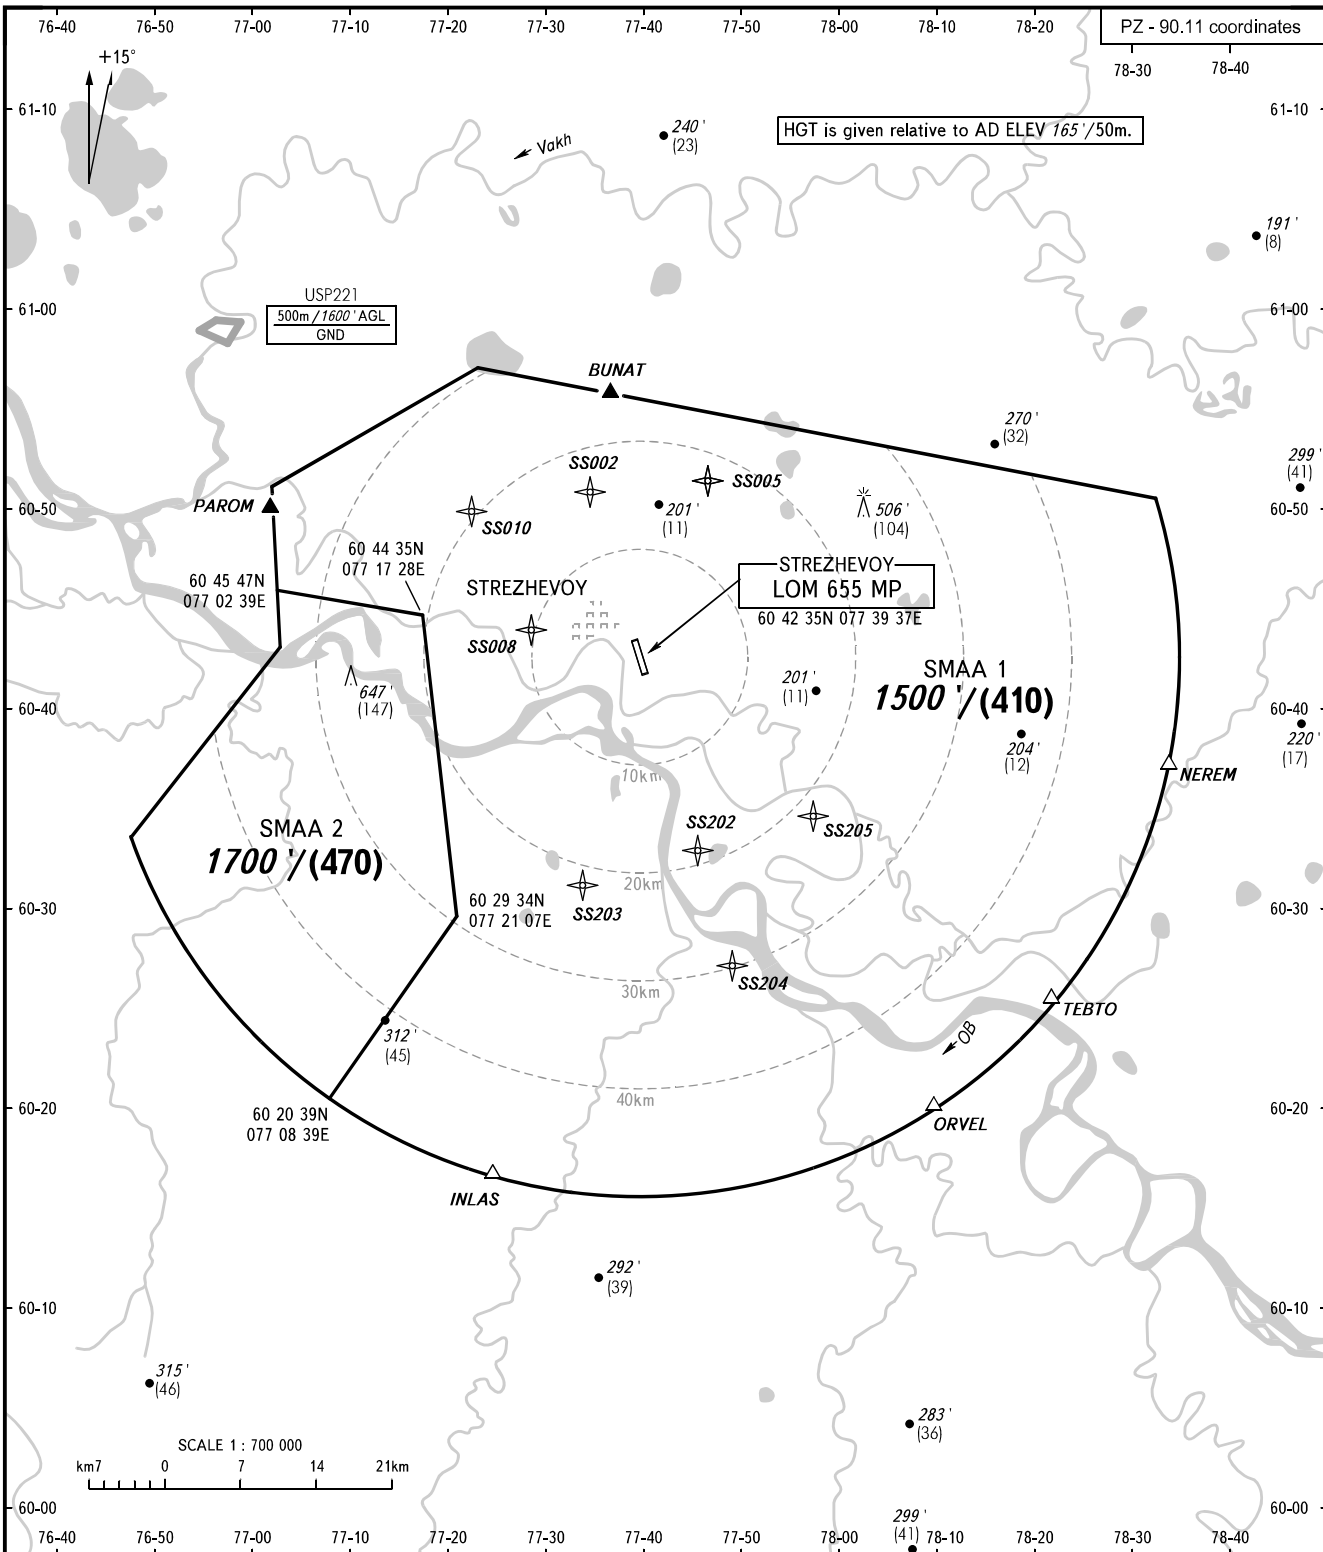 76-40 76-50 77-00 77-10 77-20 77-30 77-40 77-50 78-00 78-10 78-20
PZ - 90.11 coordinates
78-30 78-40
+15°
61-10 61-10
HGT is given relative to AD ELEV 165'/50m.
240'
(23)
Vakh
191'
(8)
USP221
500m/1600'AGL
GND
61-00 61-00
BUNAT
270'
(32)
299'
(41)
SS002
SS005
PAROM
60-50 60-50
201'
(11)
506'
(104)
SS010
60 44 35N
077 17 28E
60 45 47N
077 02 39E
STREZHEVOY
STREZHEVOY
LOM 655 MP
60 42 35N 077 39 37E
SS008
SMAA 1
1500'/(410)
201'
(11)
647'
(147)
60-40 60-40
204'
(12)
220'
(17)
NEREM
10km
SS205
SS202
SMAA 2
1700'/(470)
20km
60 29 34N
077 21 07E
SS203
60-30 60-30
SS204
30km
TEBTO
312'
(45)
OB
40km
60-20 60-20
60 20 39N
077 08 39E
ORVEL
INLAS
292'
(39)
60-10 60-10
315'
(46)
283'
(36)
SCALE 1 : 700 000
km7 0 7 14 21km
60-00 60-00
299'
(41)
76-40 76-50 77-00 77-10 77-20 77-30 77-40 77-50 78-00 78-10 78-20 78-30 78-40